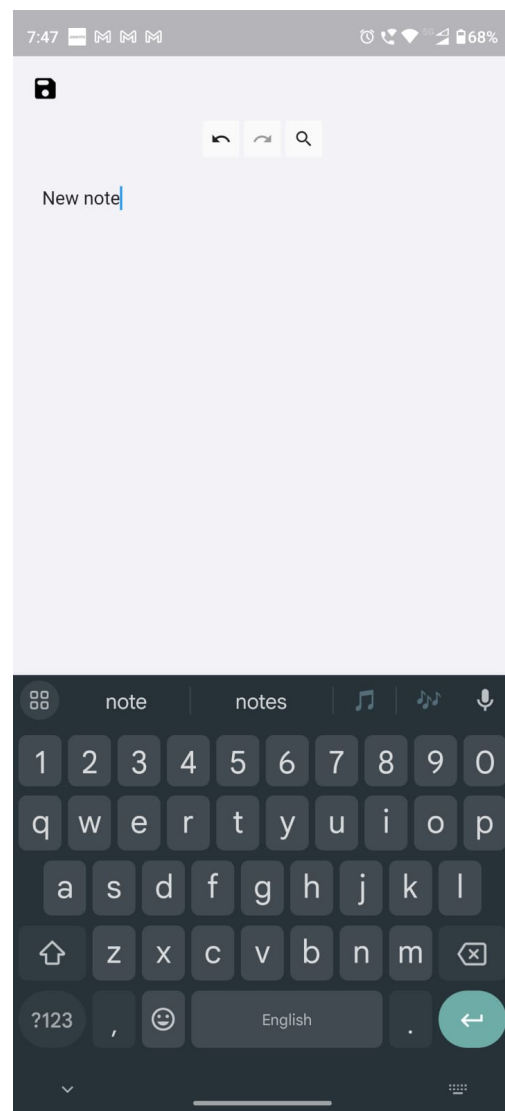 7:47 5G 68%
New note
note notes
1 2 3 4 5 6 7 8 9 0
q w e r t y u i o p
a s d f g h j k l
z x c v b n m
?123 , English .